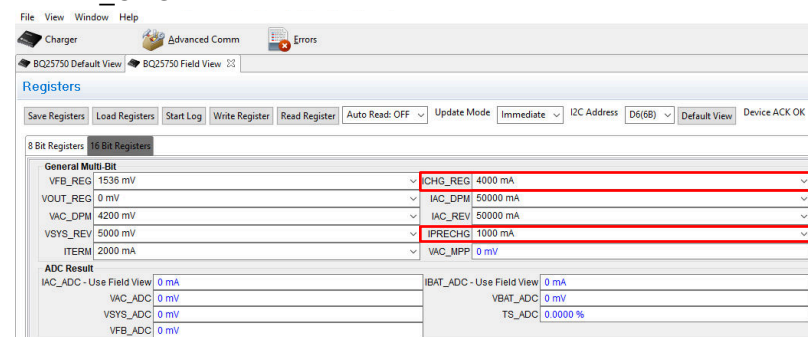 File View Window Help
Charger Advanced Comm Errors
BQ25750 Default View BQ25750 Field View
Registers
Save Registers Load Registers Start Log Write Register Read Register Auto Read: OFF Update Mode Immediate I2C Address D6(6B) Default View Device ACK OK
8 Bit Registers 16 Bit Registers
General Multi-Bit
VFB_REG 1536 mV ICHG_REG 4000 mA
VOUT_REG 0 mV IAC_DPM 50000 mA
VAC_DPM 4200 mV IAC_REV 50000 mA
VSYS_REV 5000 mV IPRECHG 1000 mA
ITERM 2000 mA VAC_MPP 0 mV
ADC Result
IAC_ADC - Use Field View 0 mA IBAT_ADC - Use Field View 0 mA
VAC_ADC 0 mV VBAT_ADC 0 mV
VSYS_ADC 0 mV TS_ADC 0.0000 %
VFB_ADC 0 mV